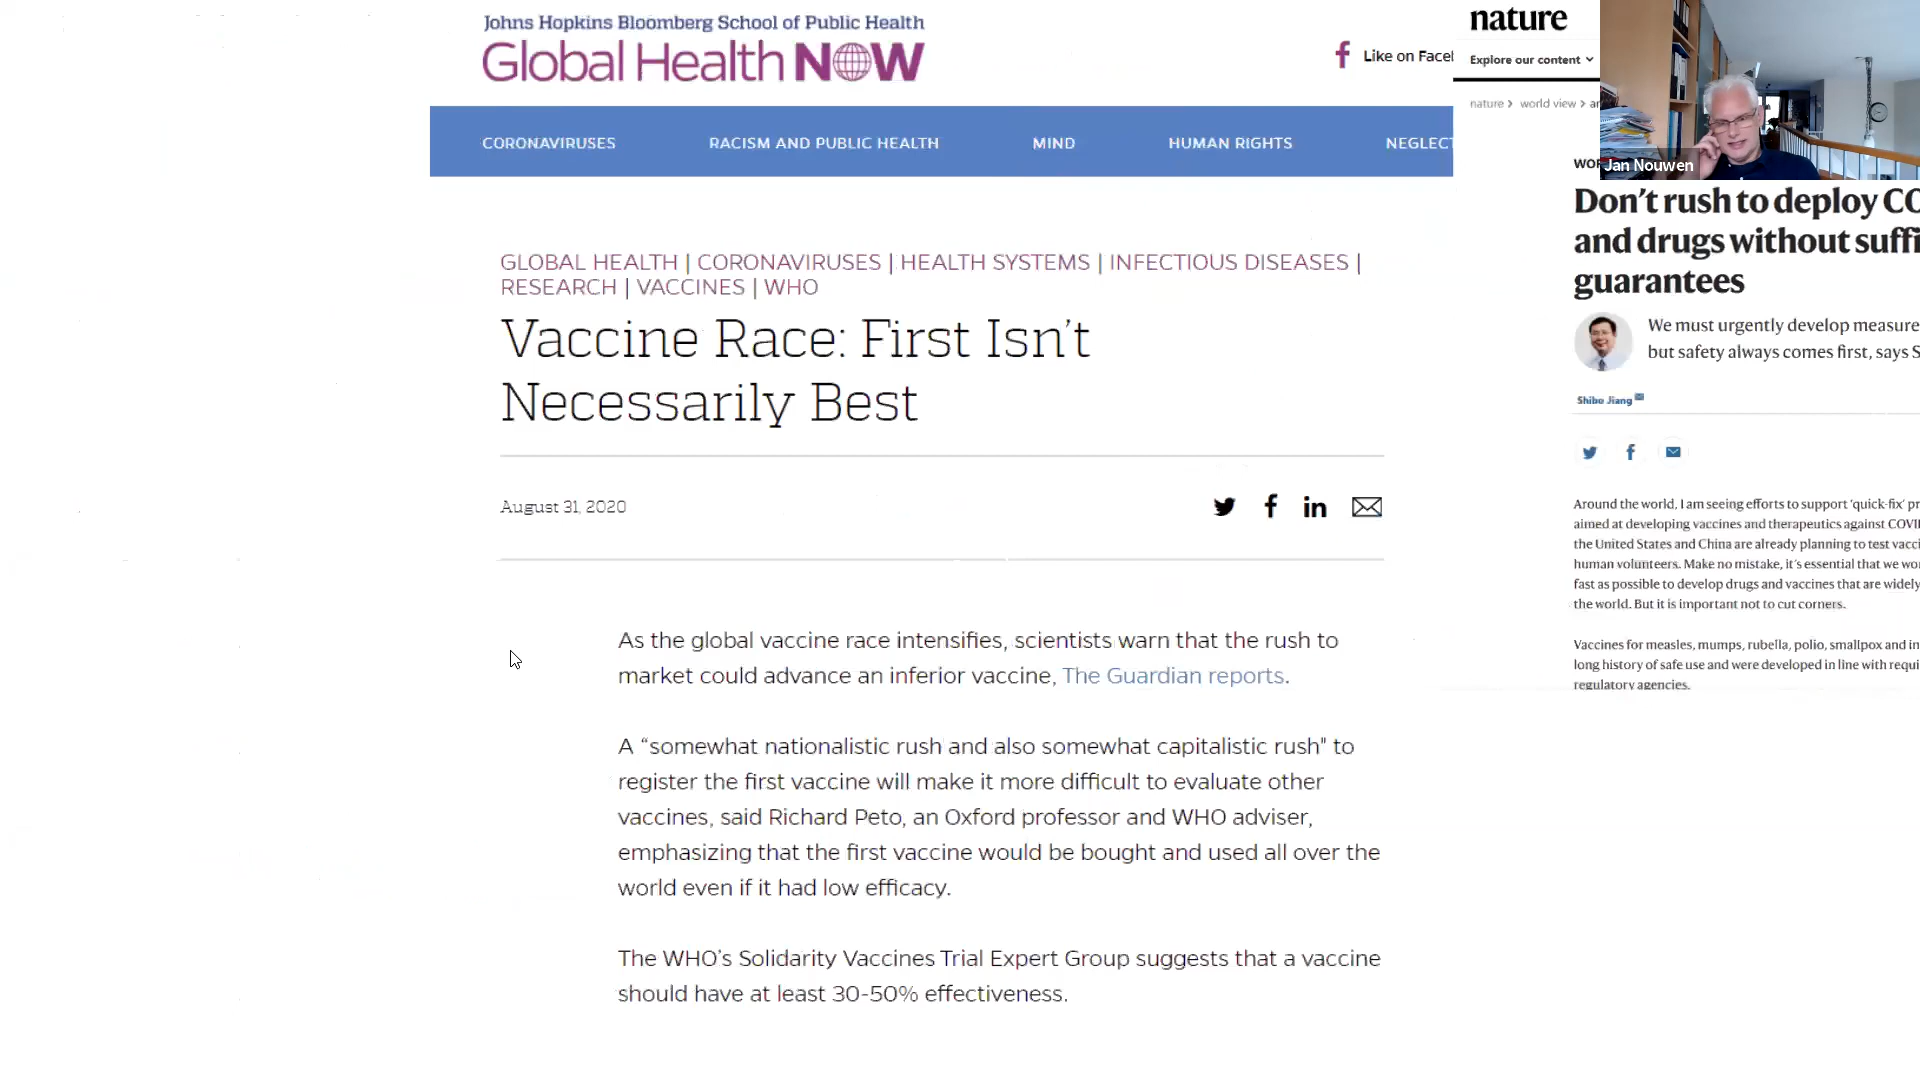 Johns Hopkins Bloomberg School of Public Health
Global Health NOW
Like on Face
CORONAVIRUSES
RACISM AND PUBLIC HEALTH
MIND
HUMAN RIGHTS
NEGLECT
GLOBAL HEALTH | CORONAVIRUSES | HEALTH SYSTEMS | INFECTIOUS DISEASES |
RESEARCH | VACCINES | WHO
Vaccine Race: First Isn't
Necessarily Best
August 31, 2020
As the global vaccine race intensifies, scientists warn that the rush to
market could advance an inferior vaccine, The Guardian reports.
A “somewhat nationalistic rush and also somewhat capitalistic rush" to
register the first vaccine will make it more difficult to evaluate other
vaccines, said Richard Peto, an Oxford professor and WHO adviser,
emphasizing that the first vaccine would be bought and used all over the
world even if it had low efficacy.
The WHO's Solidarity Vaccines Trial Expert Group suggests that a vaccine
should have at least 30-50% effectiveness.
nature
Explore our content
nature > world view >
Jan Nouwen
Don't rush to deploy CO
and drugs without suffi
guarantees
We must urgently develop measure
but safety always comes first, says S
Shibo Jiang
Around the world, I am seeing efforts to support ‘quick-fix’ pr
aimed at developing vaccines and therapeutics against COVI
the United States and China are already planning to test vacci
human volunteers. Make no mistake, it's essential that we wo
fast as possible to develop drugs and vaccines that are widely
the world. But it is important not to cut corners.
Vaccines for measles, mumps, rubella, polio, smallpox and in
long history of safe use and were developed in line with requi
regulatory agencies.